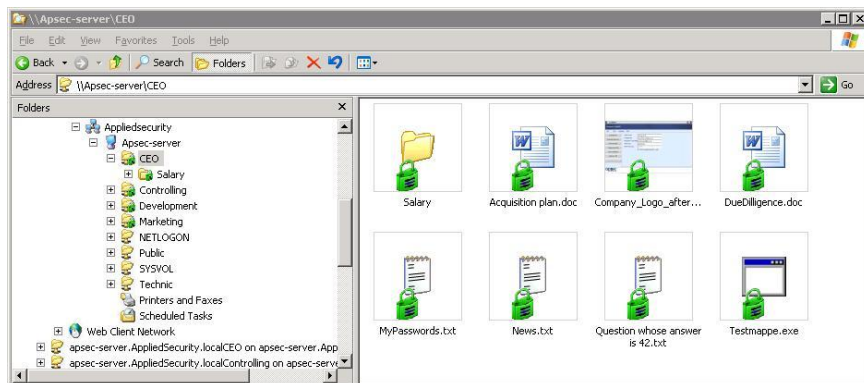 \\Apsec-server\CEO
File Edit View Favorites Tools Help
Back Search Folders
Address \\Apsec-server\CEO Go
Folders
Appliedsecurity
Apsec-server
CEO
Salary
Controlling
Development
Marketing
NETLOGON
Public
SYSVOL
Technic
Printers and Faxes
Scheduled Tasks
Web Client Network
apsec-server.AppliedSecurity.localCEO on apsec-server.App
apsec-server.AppliedSecurity.localControlling on apsec-serve
Salary Acquisition plan.doc Company_Logo_after... DueDilligence.doc
MyPasswords.txt News.txt Question whose answer Testmappe.exe
is 42.txt